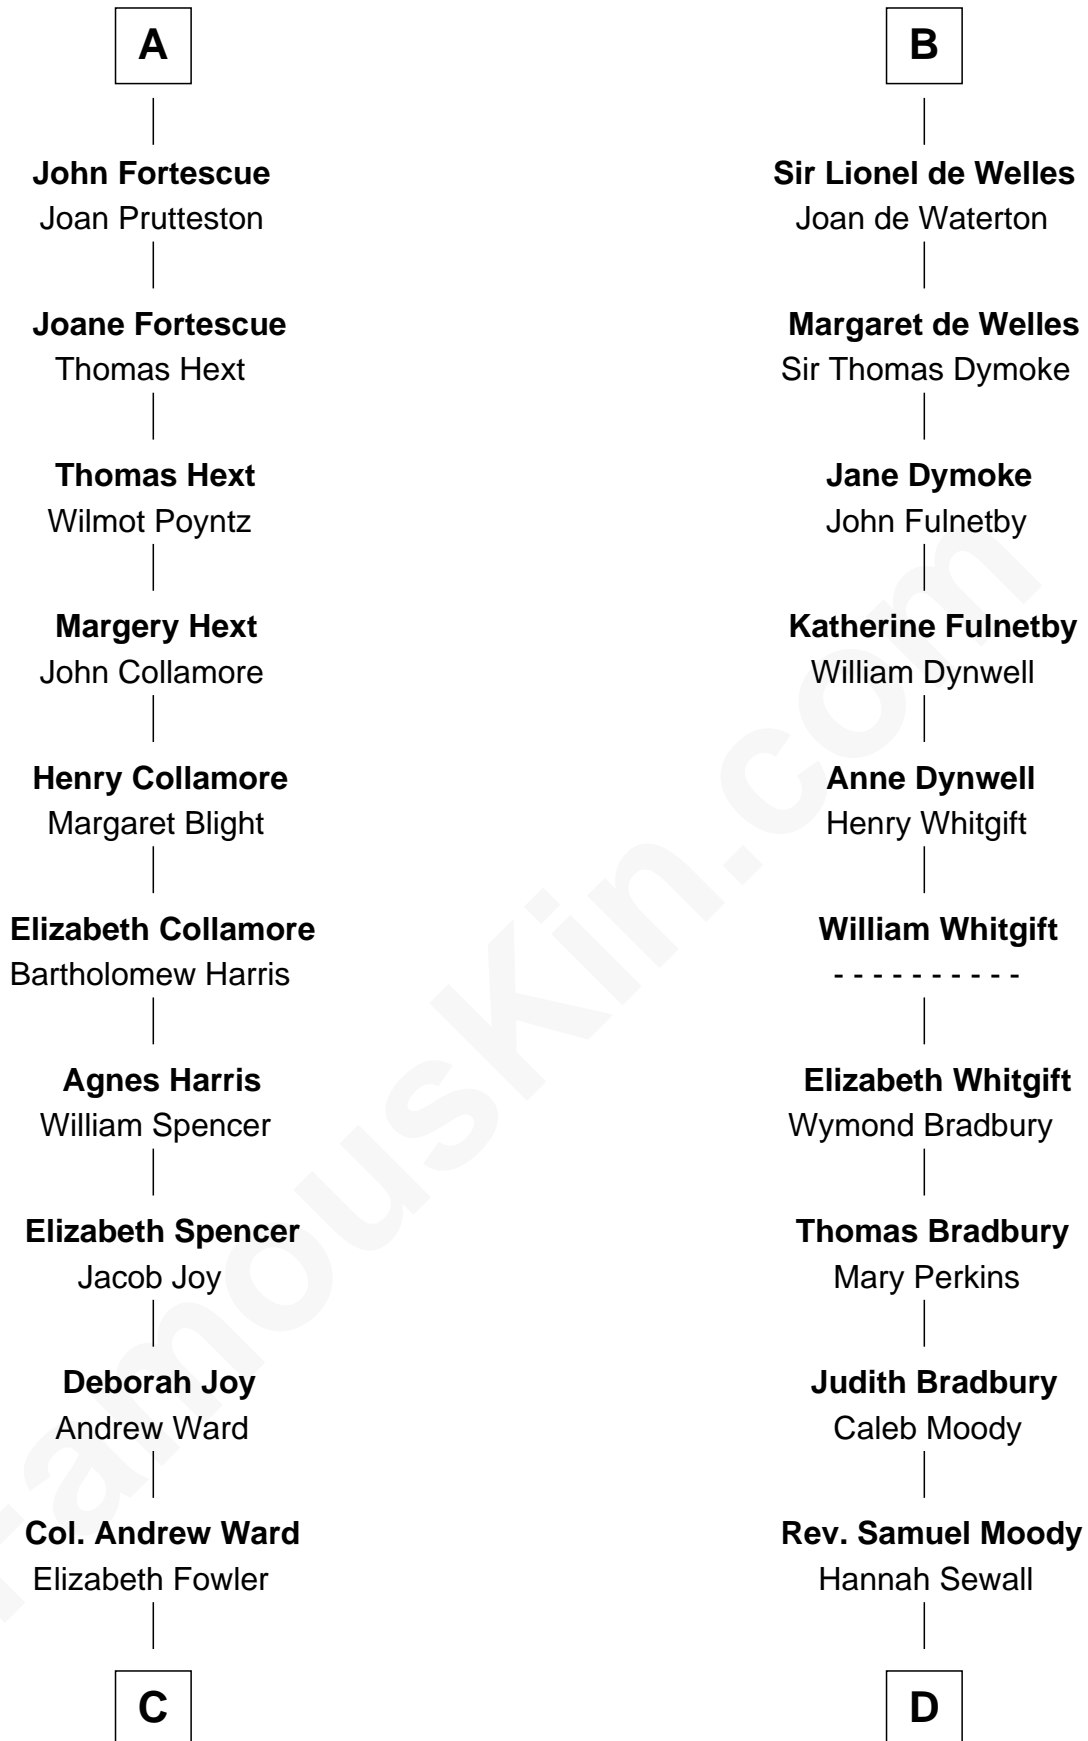 A
John Fortescue
Joan Prutteston
Joane Fortescue
Thomas Hext
Thomas Hext
Wilmot Poyntz
Margery Hext
John Collamore
Henry Collamore
Margaret Blight
Elizabeth Collamore
Bartholomew Harris
Agnes Harris
William Spencer
Elizabeth Spencer
Jacob Joy
Deborah Joy
Andrew Ward
Col. Andrew Ward
Elizabeth Fowler
C
B
Sir Lionel de Welles
Joan de Waterton
Margaret de Welles
Sir Thomas Dymoke
Jane Dymoke
John Fulnetby
Katherine Fulnetby
William Dynwell
Anne Dynwell
Henry Whitgift
William Whitgift
- - - - - - - - - -
Elizabeth Whitgift
Wymond Bradbury
Thomas Bradbury
Mary Perkins
Judith Bradbury
Caleb Moody
Rev. Samuel Moody
Hannah Sewall
D
FamousKin.com